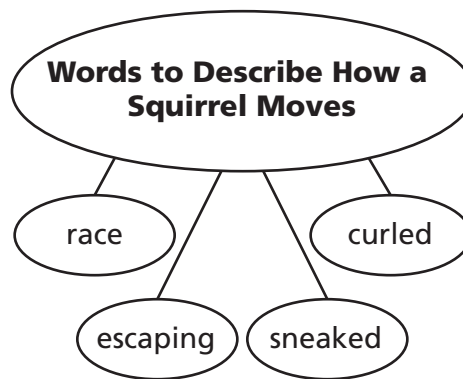 Words to Describe How a
Squirrel Moves
race
curled
escaping
sneaked